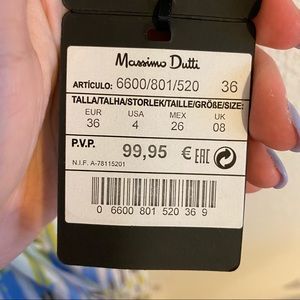 Massimo Dutti
ARTÍCULO: 6600/801/520 36
TALLA/TALHA/STORLEK/TAILLE/GRÖßE/SIZE:
EUR USA MEX UK
36 4 26 08
P.V.P. 99,95 € EAC
N.I.F. A-78115201
0 6600 801 520 36 9